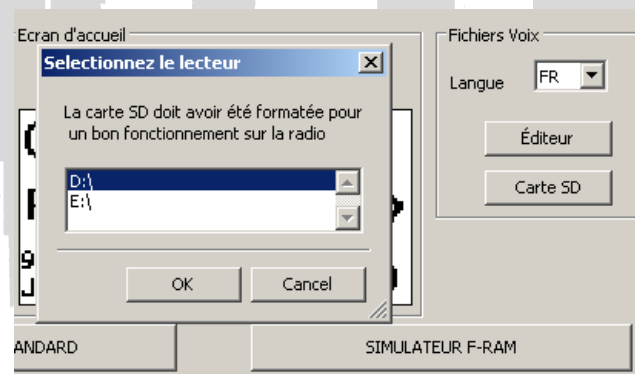 Ecran d'accueil
Selectionnez le lecteur
La carte SD doit avoir été formatée pour
un bon fonctionnement sur la radio
D:\
E:\
OK
Cancel
Fichiers Voix
Langue
FR
Éditeur
Carte SD
ANDARD
SIMULATEUR F-RAM